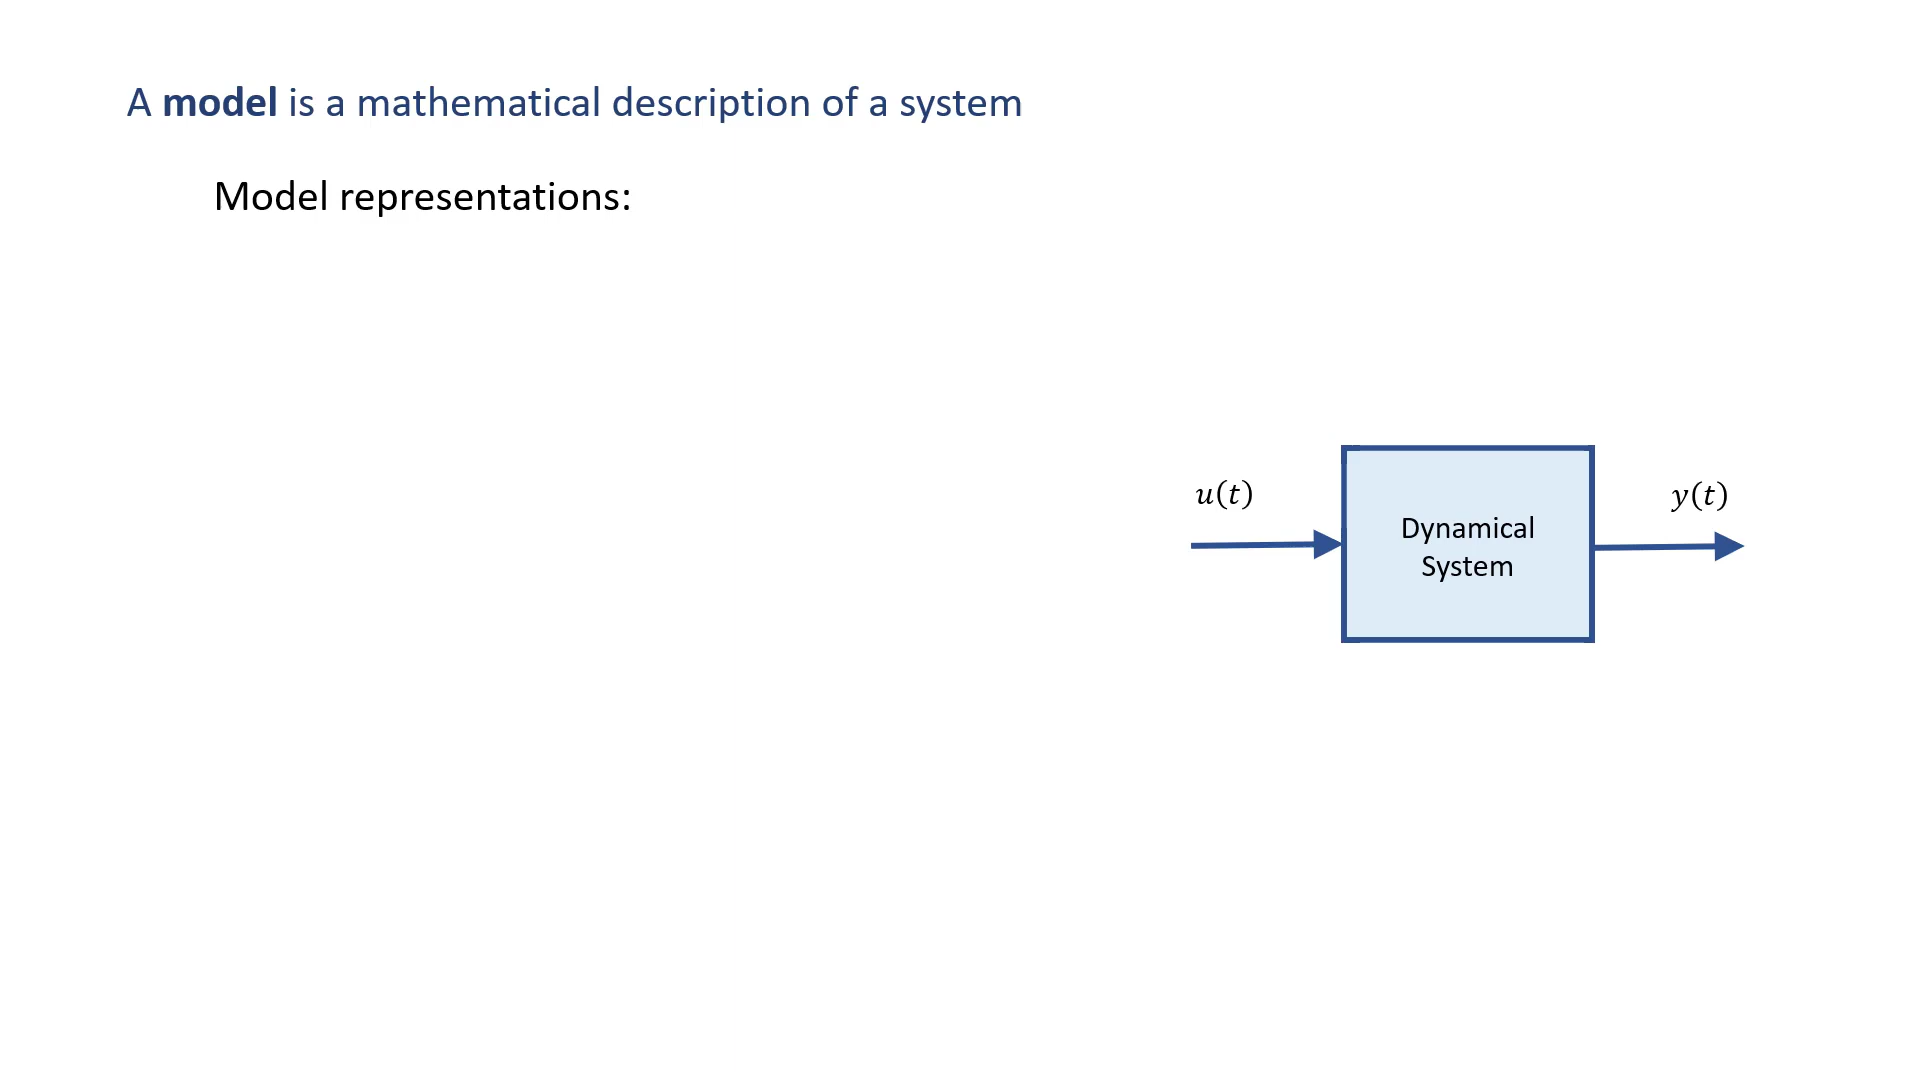 A model is a mathematical description of a system
Model representations:
u(t)
Dynamical
System
y(t)